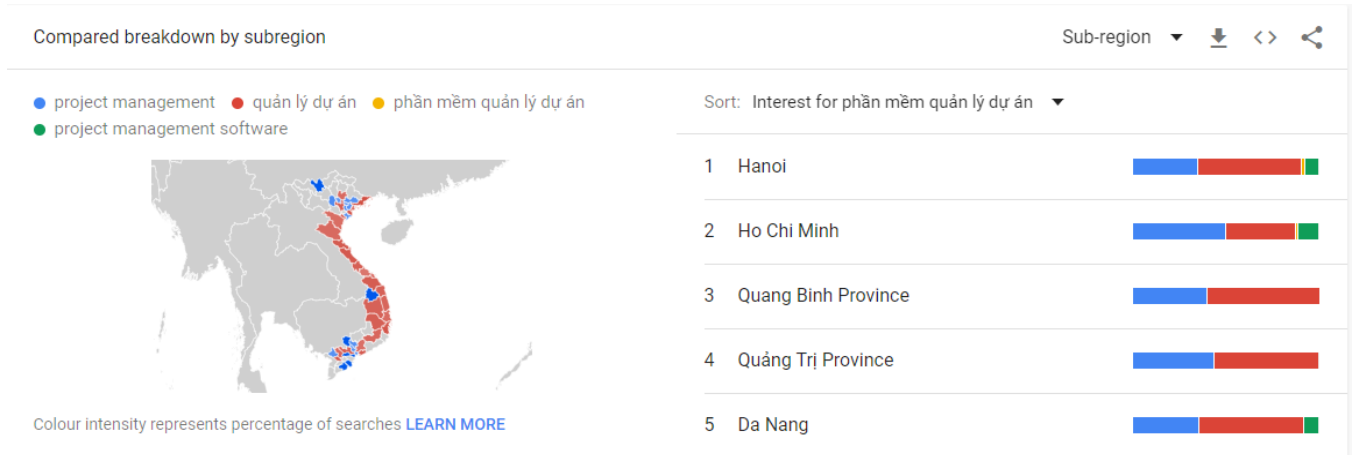 Compared breakdown by subregion
Sub-region
project management quản lý dự án phần mềm quản lý dự án
project management software
Colour intensity represents percentage of searches LEARN MORE
Sort: Interest for phần mềm quản lý dự án
1 Hanoi
2 Ho Chi Minh
3 Quang Binh Province
4 Quảng Trị Province
5 Da Nang